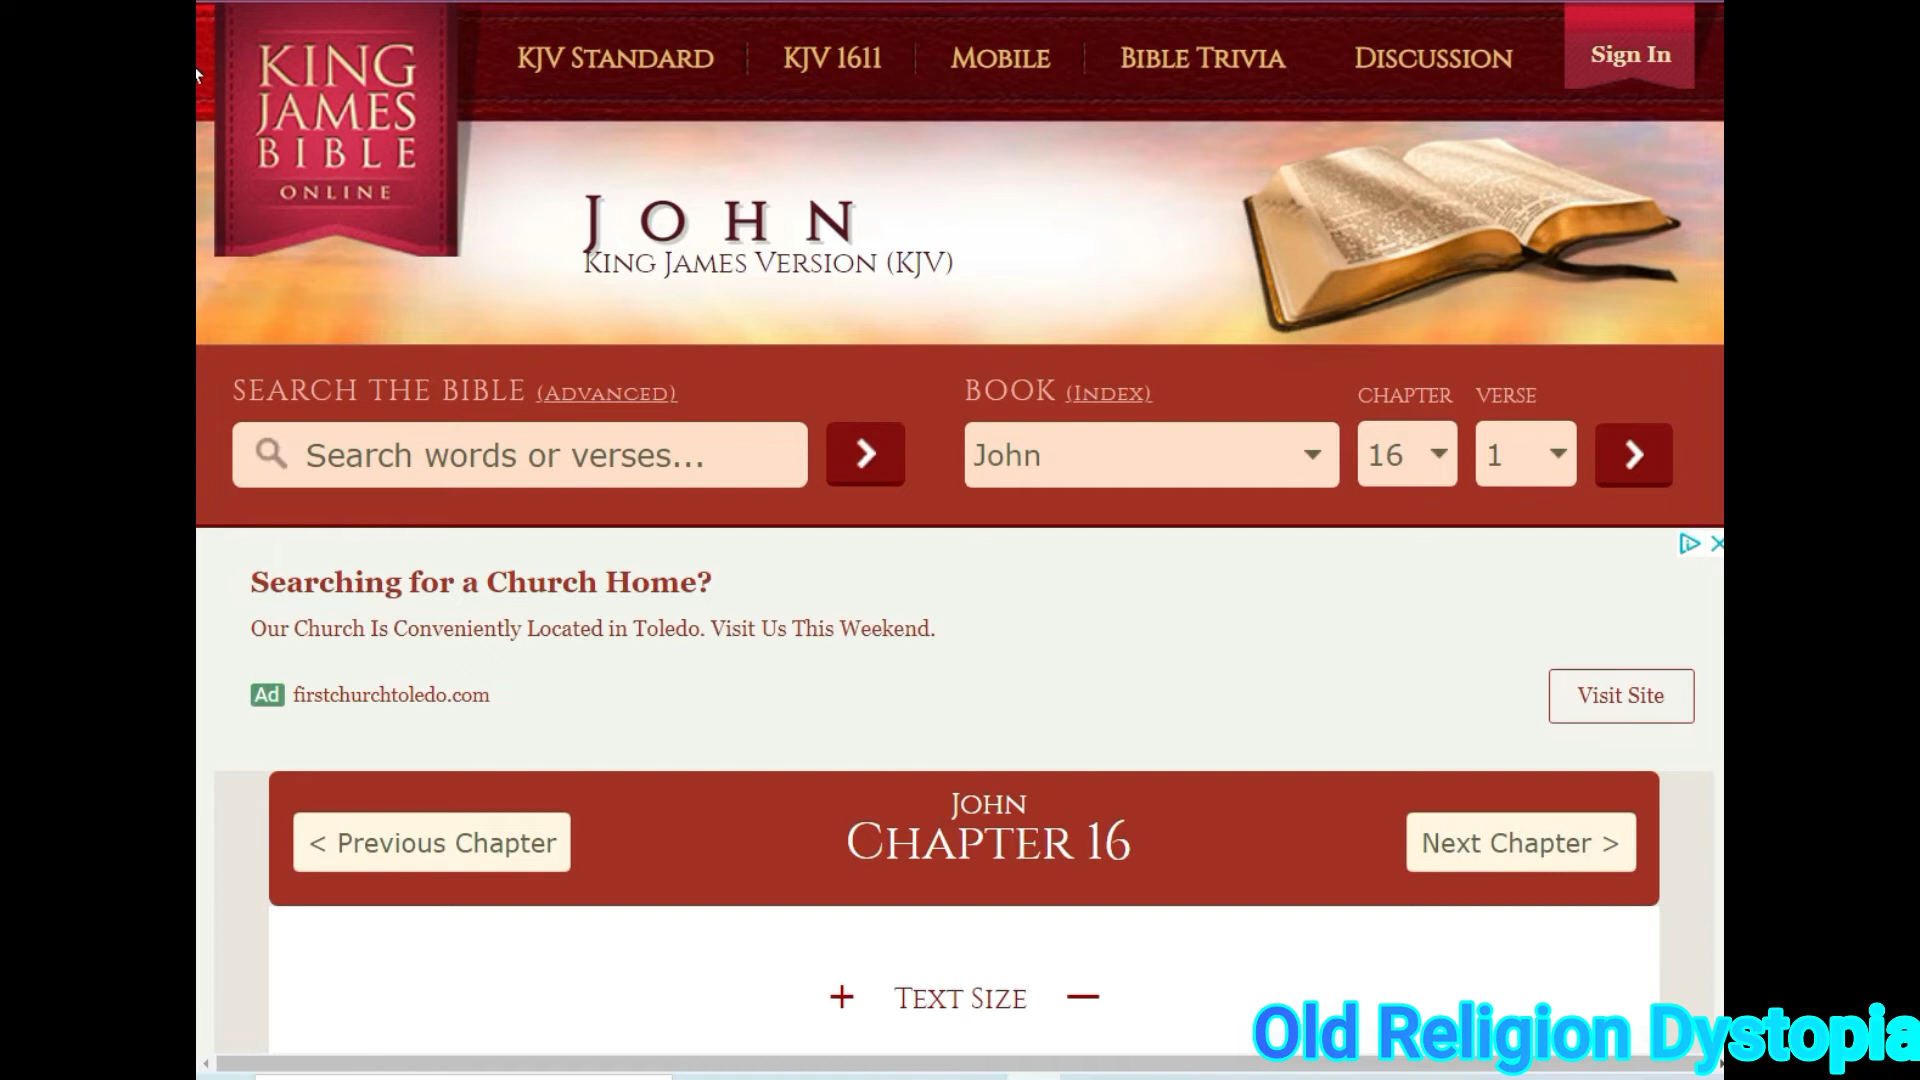 KING
JAMES
BIBLE
ONLINE
KJV STANDARD
KJV 1611
MOBILE
BIBLE TRIVIA
DISCUSSION
Sign In
JOHN
KING JAMES VERSION (KJV)
SEARCH THE BIBLE (ADVANCED)
BOOK (INDEX)
CHAPTER
VERSE
Search words or verses...
John
16
1
Searching for a Church Home?
Our Church Is Conveniently Located in Toledo. Visit Us This Weekend.
Ad firstchurchtoledo.com
Visit Site
< Previous Chapter
JOHN
CHAPTER 16
Next Chapter >
+ TEXT SIZE —
Old Religion Dystopia